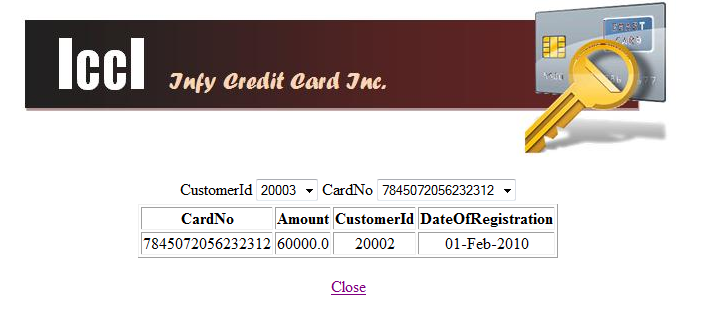 Iccl Infy Credit Card Inc.
CustomerId 20003 CardNo 7845072056232312
CardNo Amount CustomerId DateOfRegistration
7845072056232312 60000.0 20002 01-Feb-2010
Close